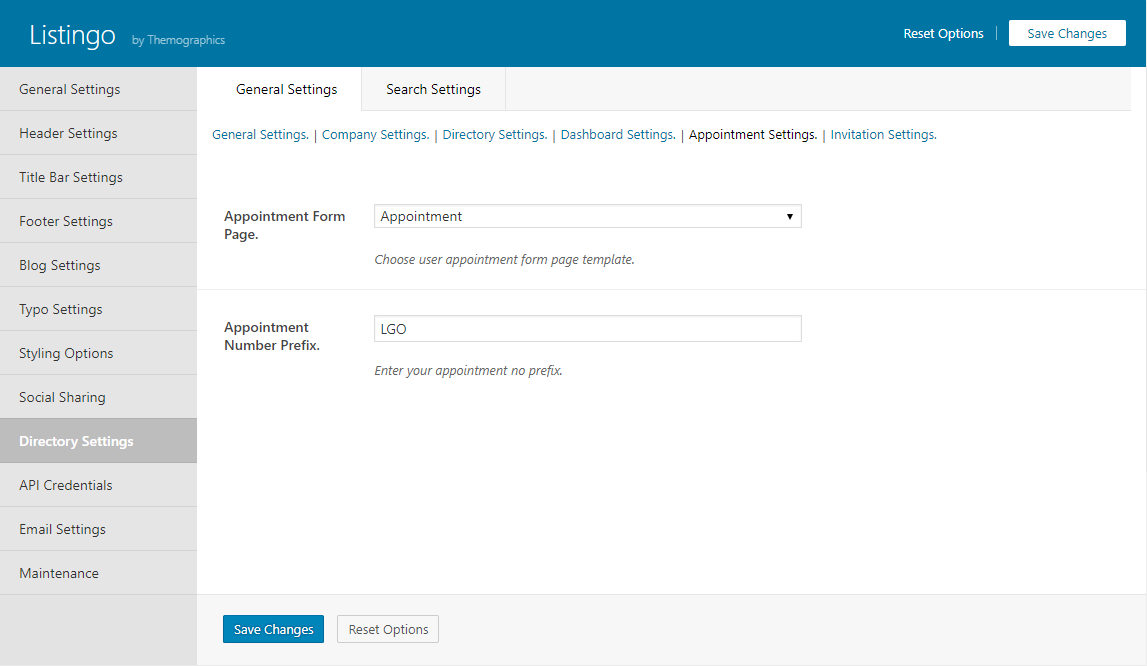 Listingo by Themographics
Reset Options | Save Changes
General Settings
Header Settings
Title Bar Settings
Footer Settings
Blog Settings
Typo Settings
Styling Options
Social Sharing
Directory Settings
API Credentials
Email Settings
Maintenance
General Settings Search Settings
General Settings. | Company Settings. | Directory Settings. | Dashboard Settings. | Appointment Settings. | Invitation Settings.
Appointment Form
Page.
Appointment
Choose user appointment form page template.
Appointment
Number Prefix.
LGO
Enter your appointment no prefix.
Save Changes Reset Options